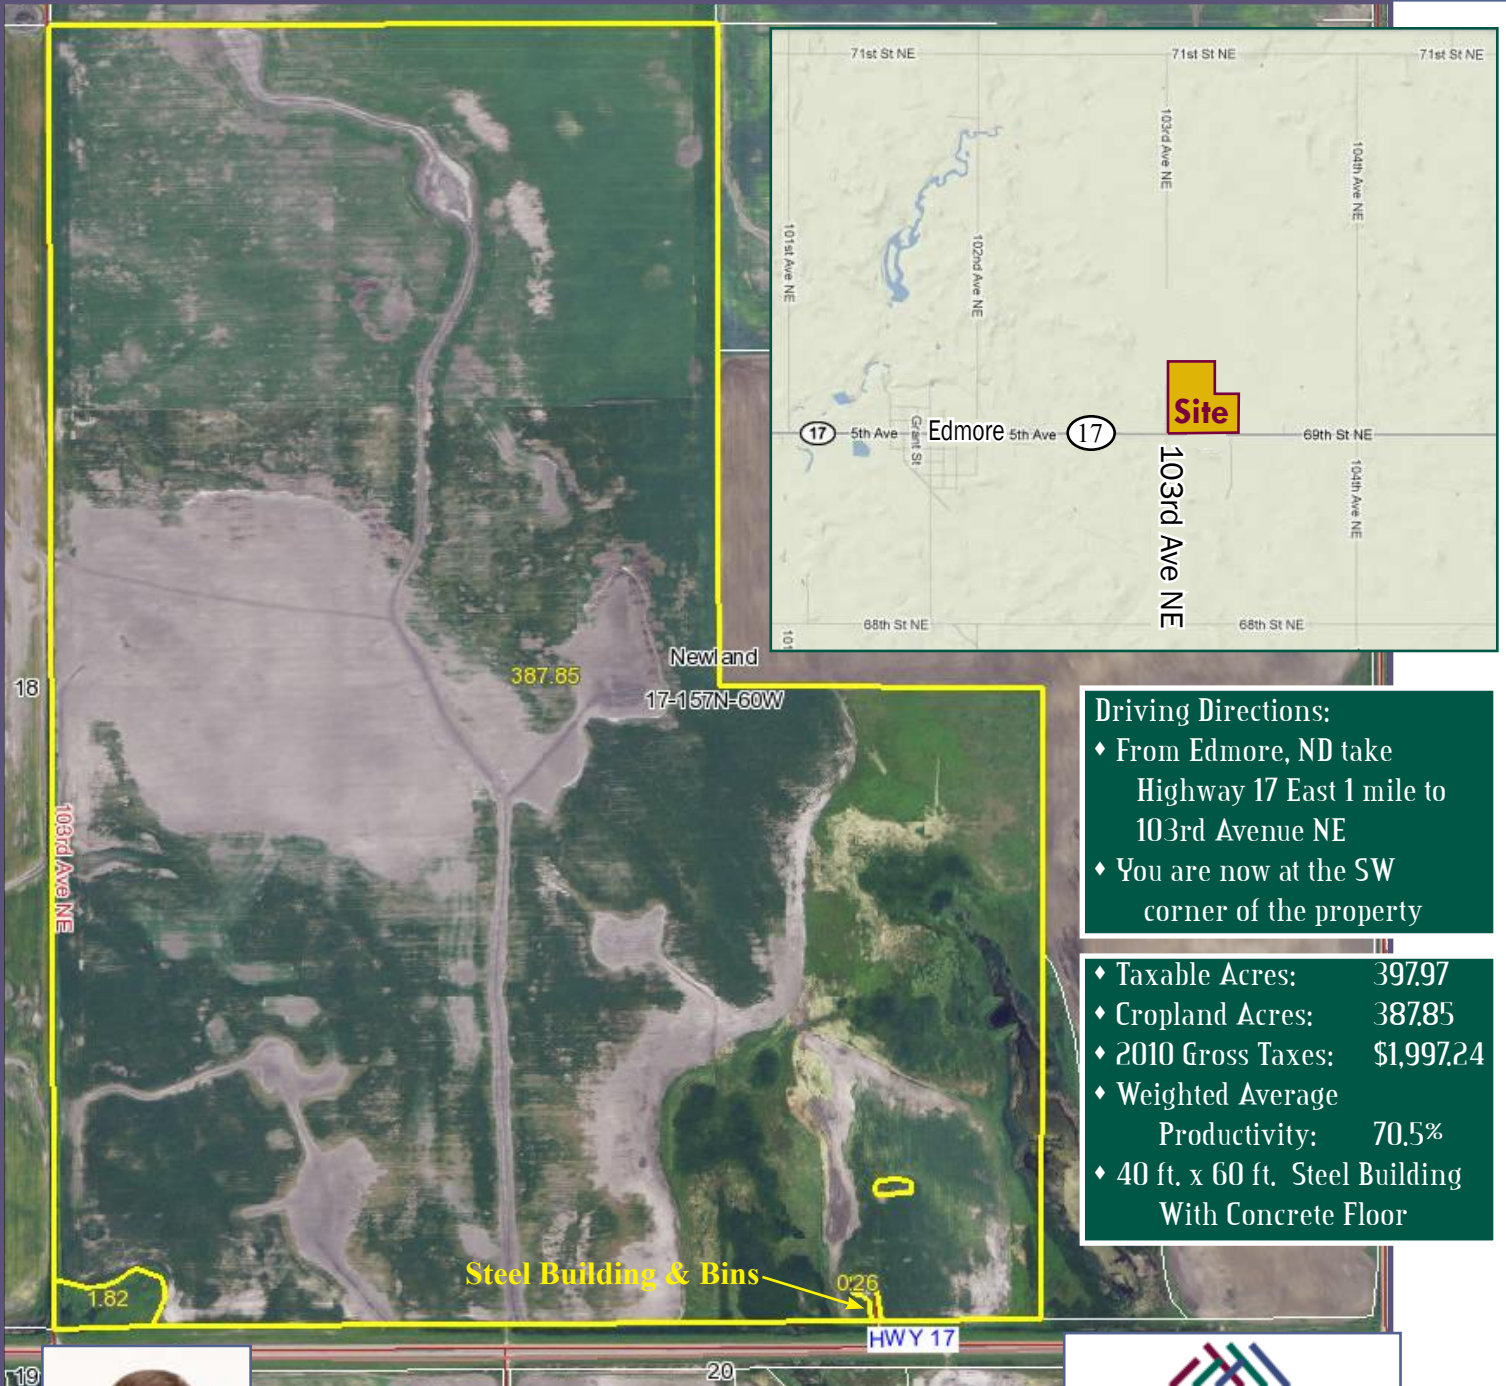 71st St NE
71st St NE
71st St NE
103rd Ave NE
104th Ave NE
101st Ave NE
102nd Ave NE
Site
17
5th Ave
Grant St
Edmore
5th Ave
17
69th St NE
103rd Ave NE
104th Ave NE
68th St NE
68th St NE
101
Newland
387.85
17-157N-60W
18
103rd Ave NE
Driving Directions:
♦ From Edmore, ND take
Highway 17 East 1 mile to
103rd Avenue NE
♦ You are now at the SW
corner of the property
♦ Taxable Acres: 397.97
♦ Cropland Acres: 387.85
♦ 2010 Gross Taxes: $1,997.24
♦ Weighted Average
Productivity: 70.5%
♦ 40 ft. x 60 ft. Steel Building
With Concrete Floor
Steel Building & Bins
0.26
1.82
HWY 17
19
20